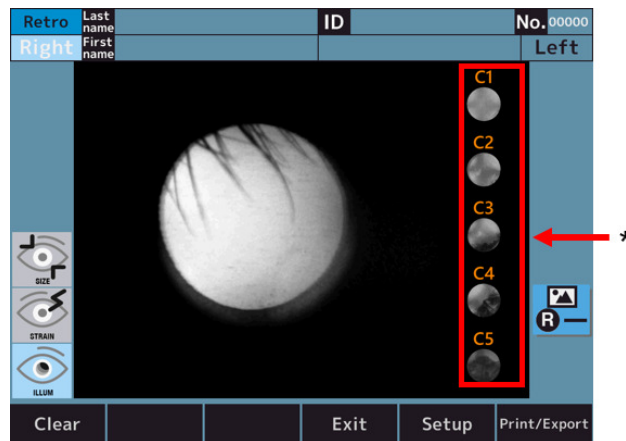 Retro Last name ID No. 00000
Right First name Left
C1
C2
C3
*
C4
C5
SIZE
STRAIN
ILLUM
R
Clear Exit Setup Print/Export